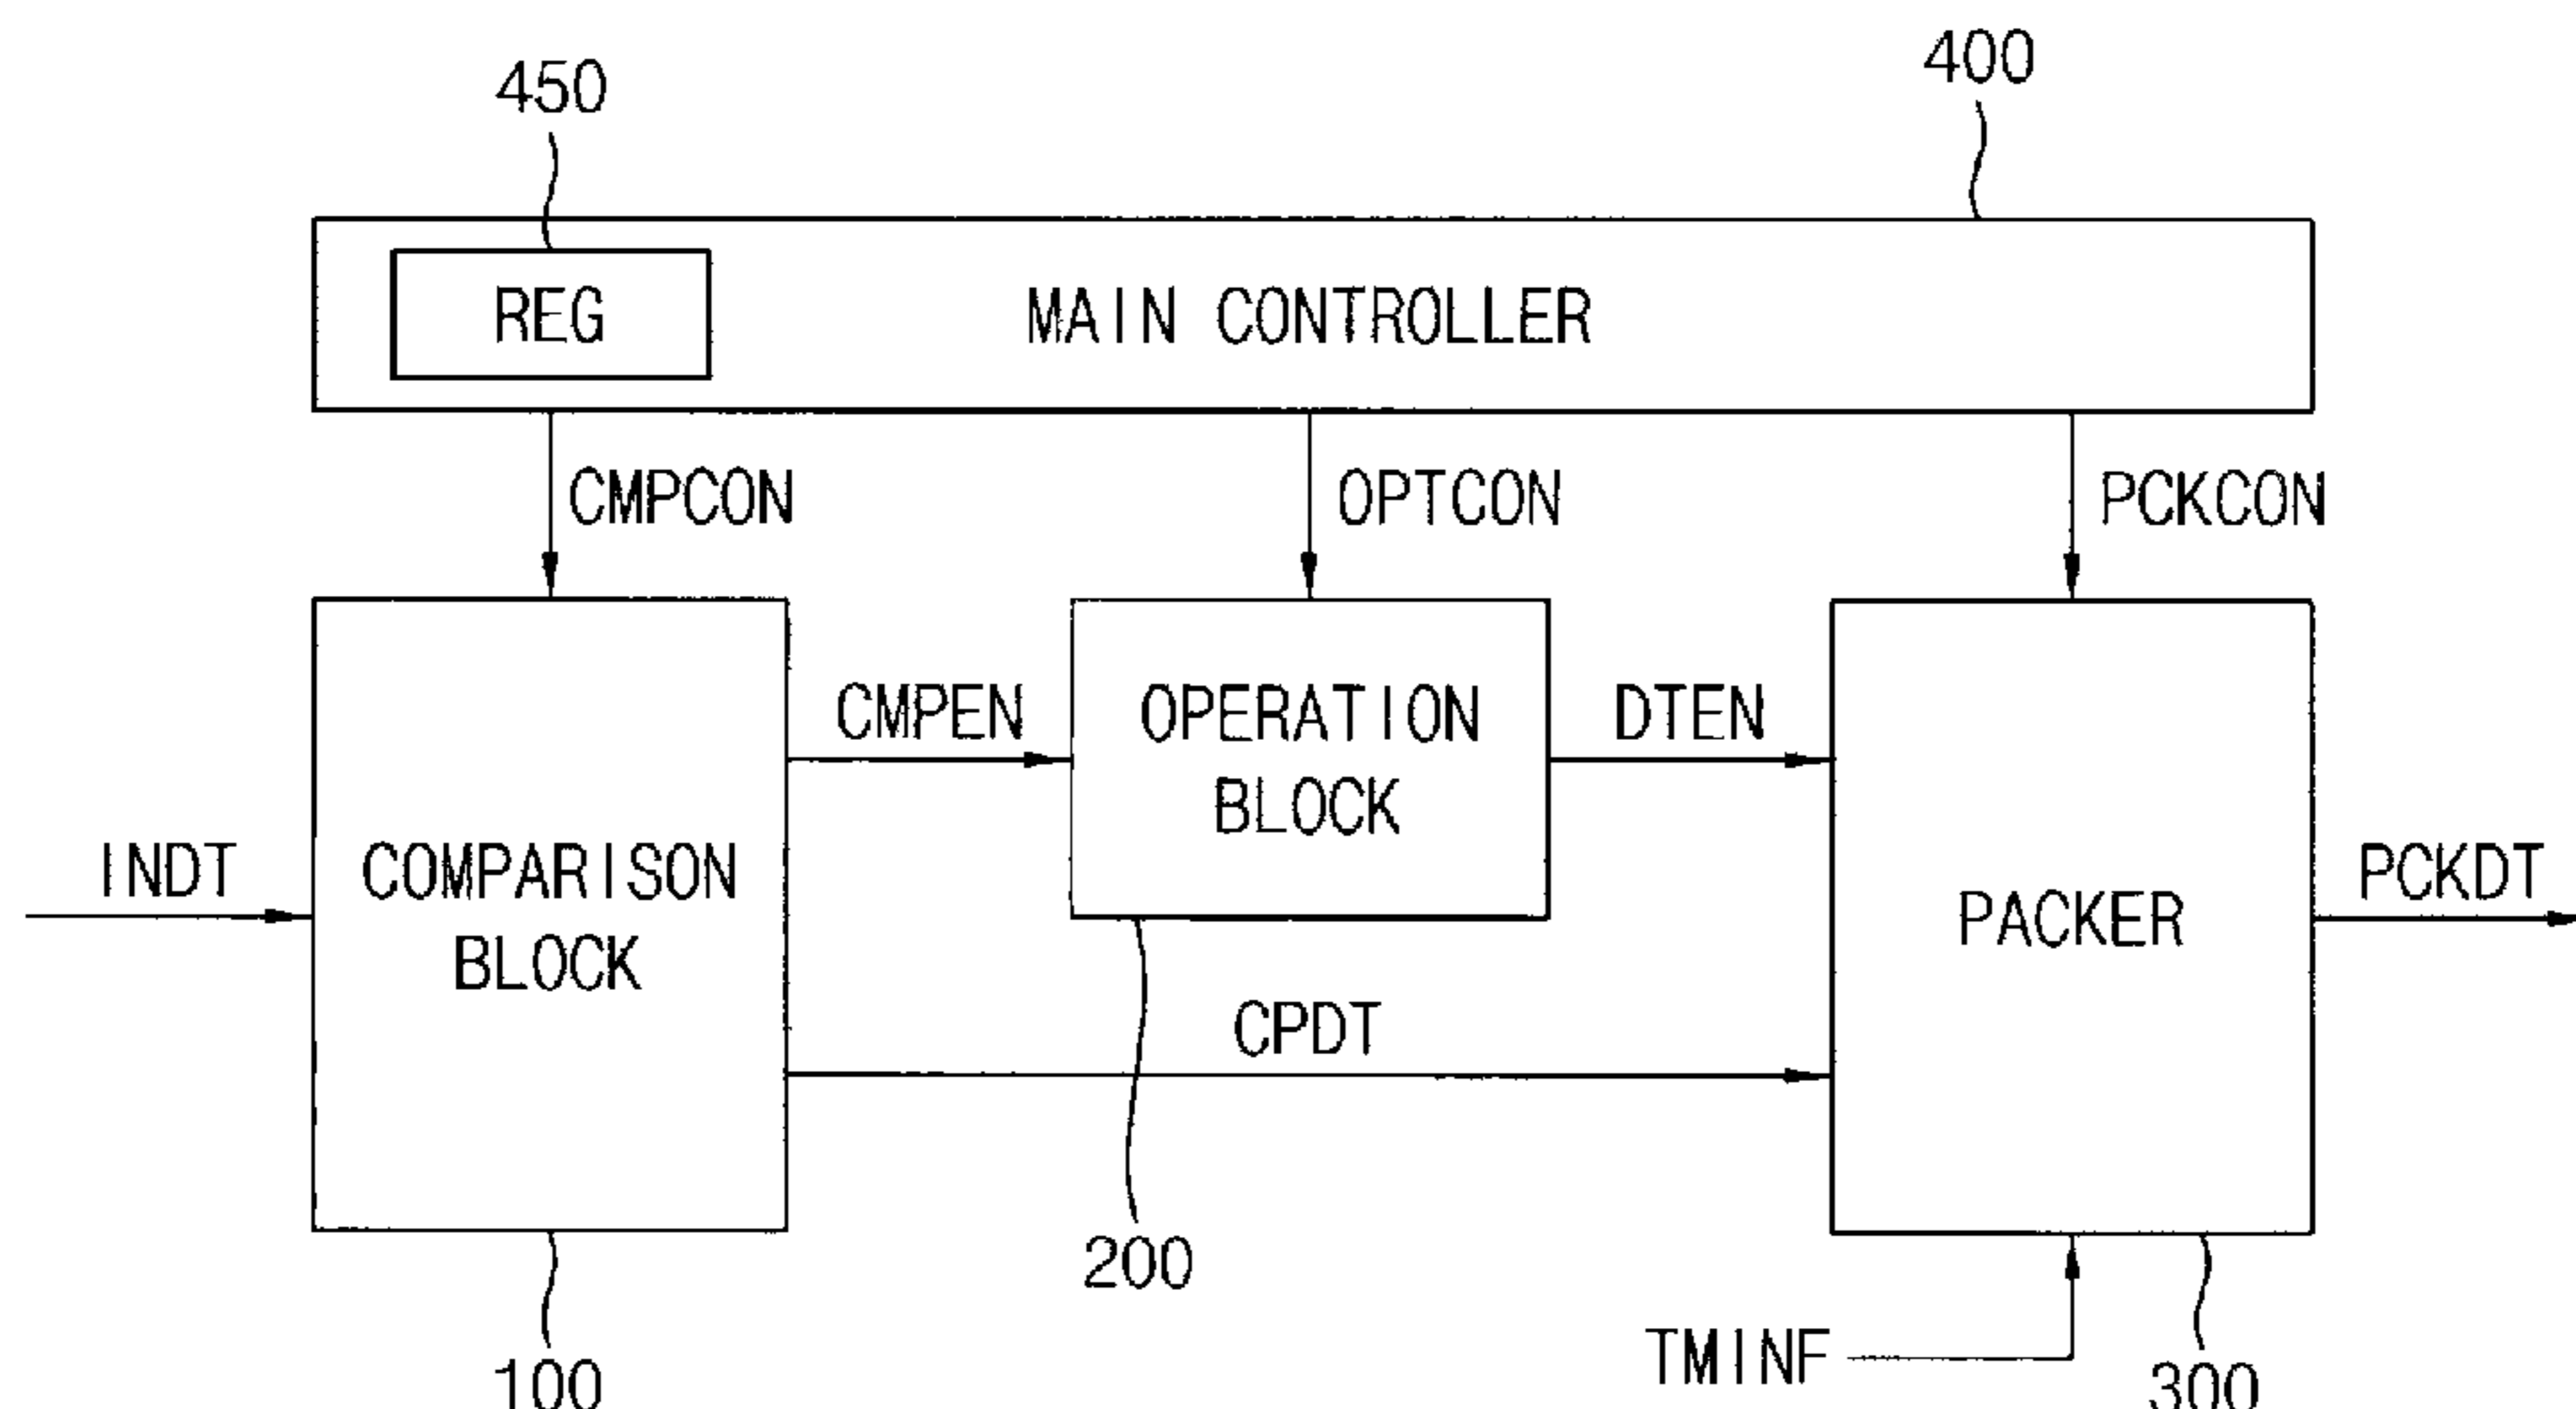 450
400
REG
MAIN CONTROLLER
CMPCON
OPTCON
PCKCON
CMPEN
OPERATION
BLOCK
DTEN
INDT
COMPARISON
BLOCK
PACKER
PCKDT
CPDT
200
TMINF
100
300